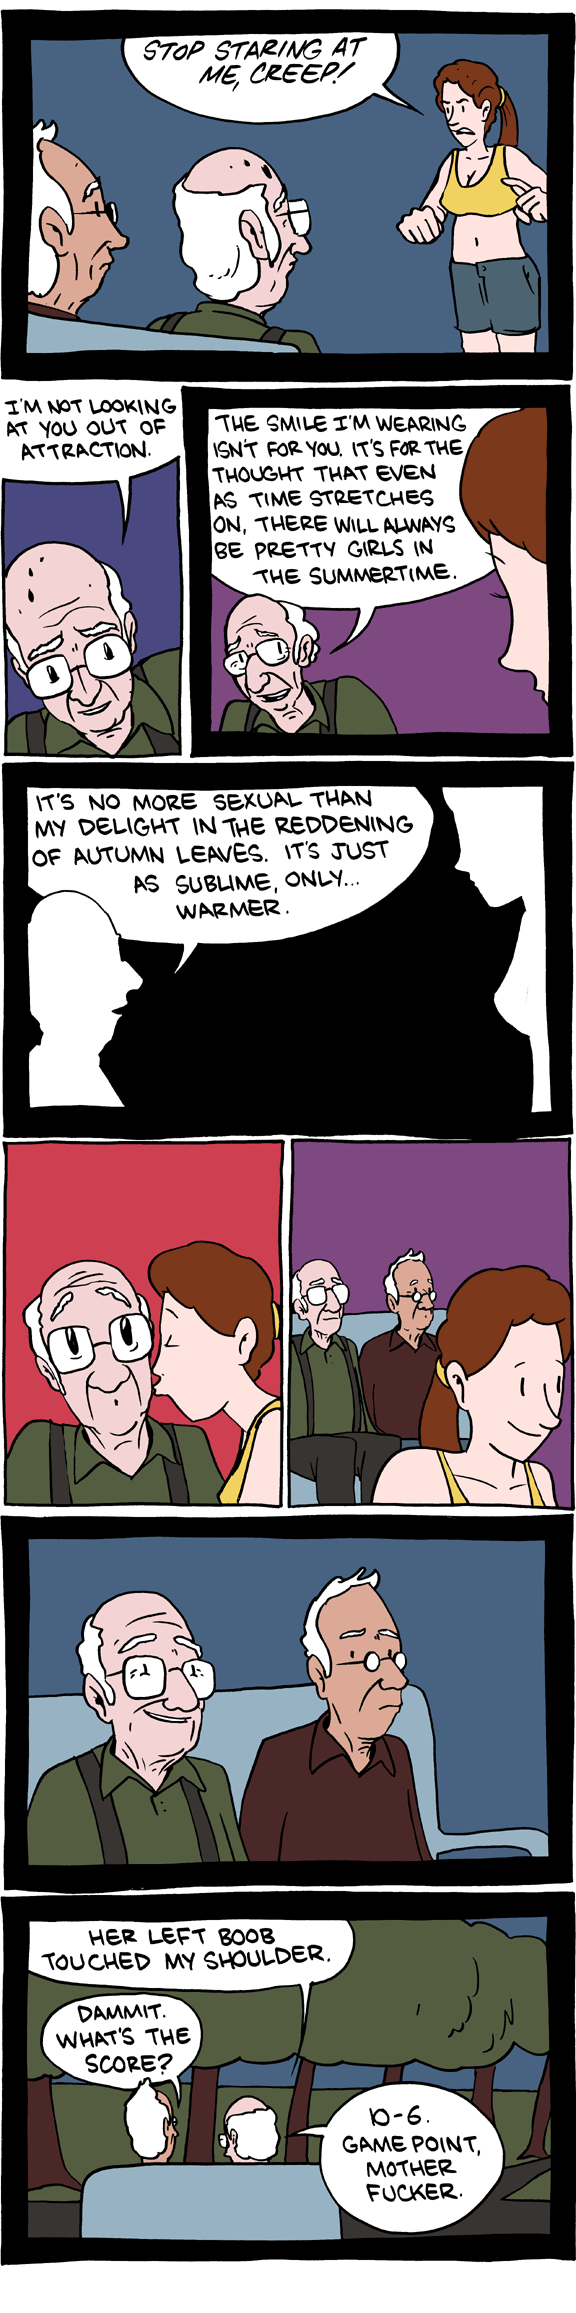 STOP STARING AT
ME, CREEP!
I'M NOT LOOKING
AT YOU OUT OF
ATTRACTION.
THE SMILE I'M WEARING
ISN'T FOR YOU. IT'S FOR THE
THOUGHT THAT EVEN
AS TIME STRETCHES
ON, THERE WILL ALWAYS
BE PRETTY GIRLS IN
THE SUMMERTIME.
IT'S NO MORE SEXUAL THAN
MY DELIGHT IN THE REDDENING
OF AUTUMN LEAVES. IT'S JUST
AS SUBLIME, ONLY...
WARMER.
HER LEFT BOOB
TOUCHED MY SHOULDER.
DAMMIT.
WHAT'S THE
SCORE?
10-6.
GAME POINT,
MOTHER
FUCKER.